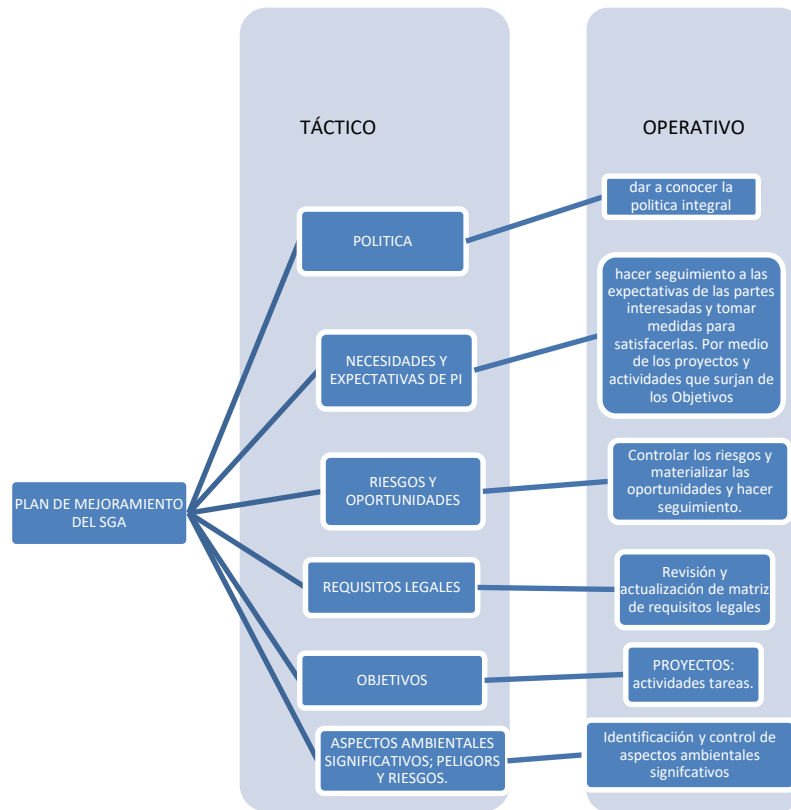 TÁCTICO
OPERATIVO
PLAN DE MEJORAMIENTO
DEL SGA
POLITICA
dar a conocer la
politica integral
NECESIDADES Y
EXPECTATIVAS DE PI
hacer seguimiento a las
expectativas de las partes
interesadas y tomar
medidas para
satisfacerlas. Por medio
de los proyectos y
actividades que surjan de
los Objetivos
RIESGOS Y
OPORTUNIDADES
Controlar los riesgos y
materializar las
oportunidades y hacer
seguimiento.
REQUISITOS LEGALES
Revisión y
actualización de matriz
de requisitos legales
OBJETIVOS
PROYECTOS:
actividades tareas.
ASPECTOS AMBIENTALES
SIGNIFICATIVOS; PELIGORS
Y RIESGOS.
Identificaciión y control de
aspectos ambientales
signifcativos